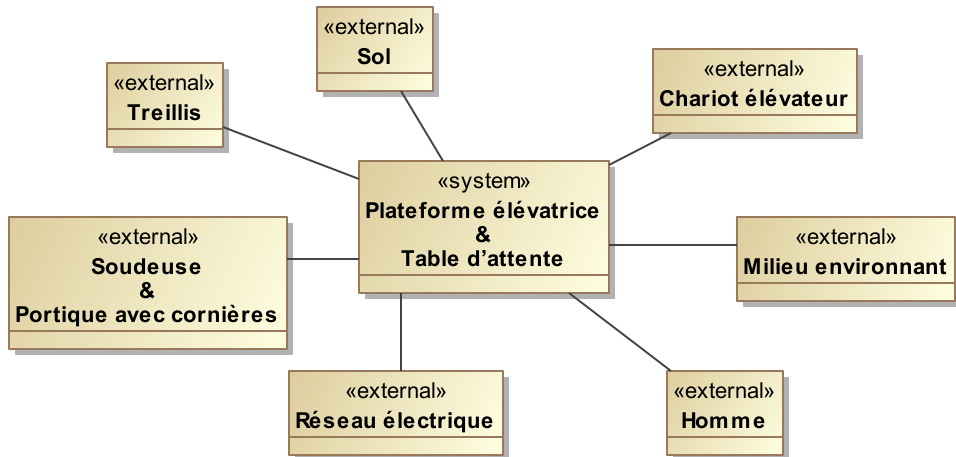 «external»
Sol
«external»
Treillis
«external»
Chariot élévateur
«system»
Plateforme élévatrice
&
Table d’attente
«external»
Soudeuse
&
Portique avec cornières
«external»
Milieu environnant
«external»
Réseau électrique
«external»
Homme